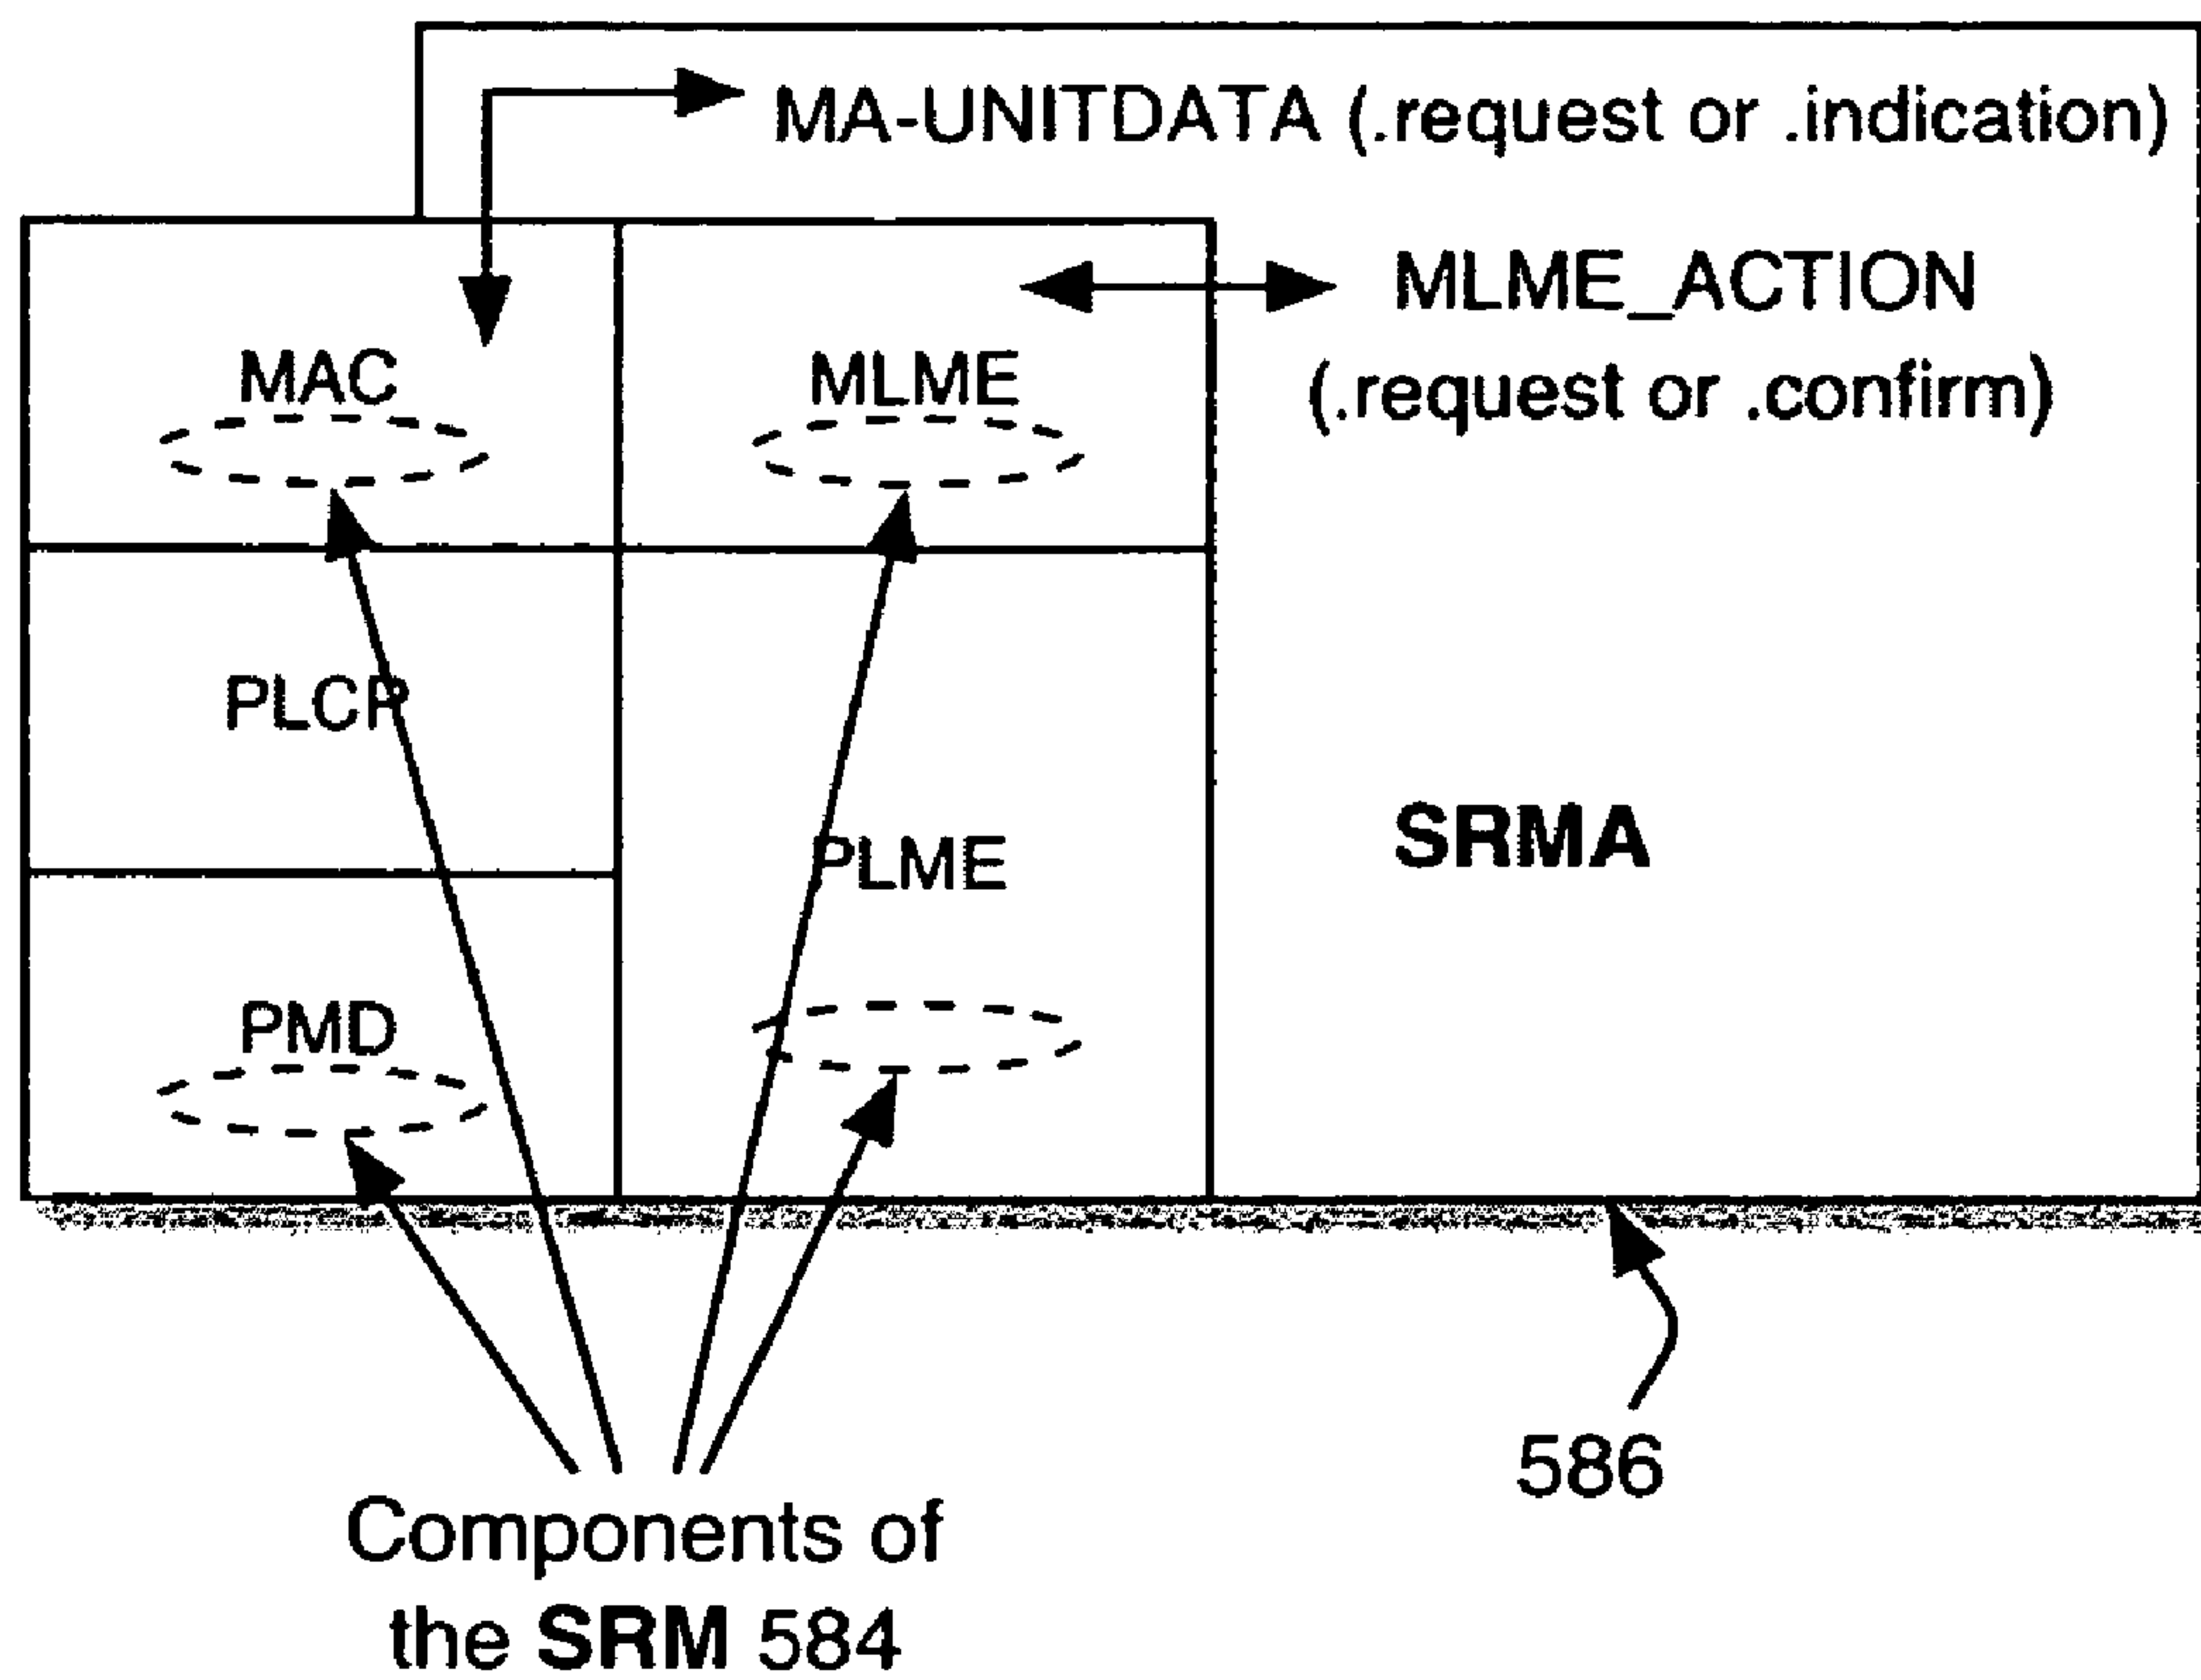 MA-UNITDATA (.request or .indication)
MLME_ACTION
(.request or .confirm)
MAC
MLME
PLCP
PLME
SRMA
PMD
586
Components of
the SRM 584